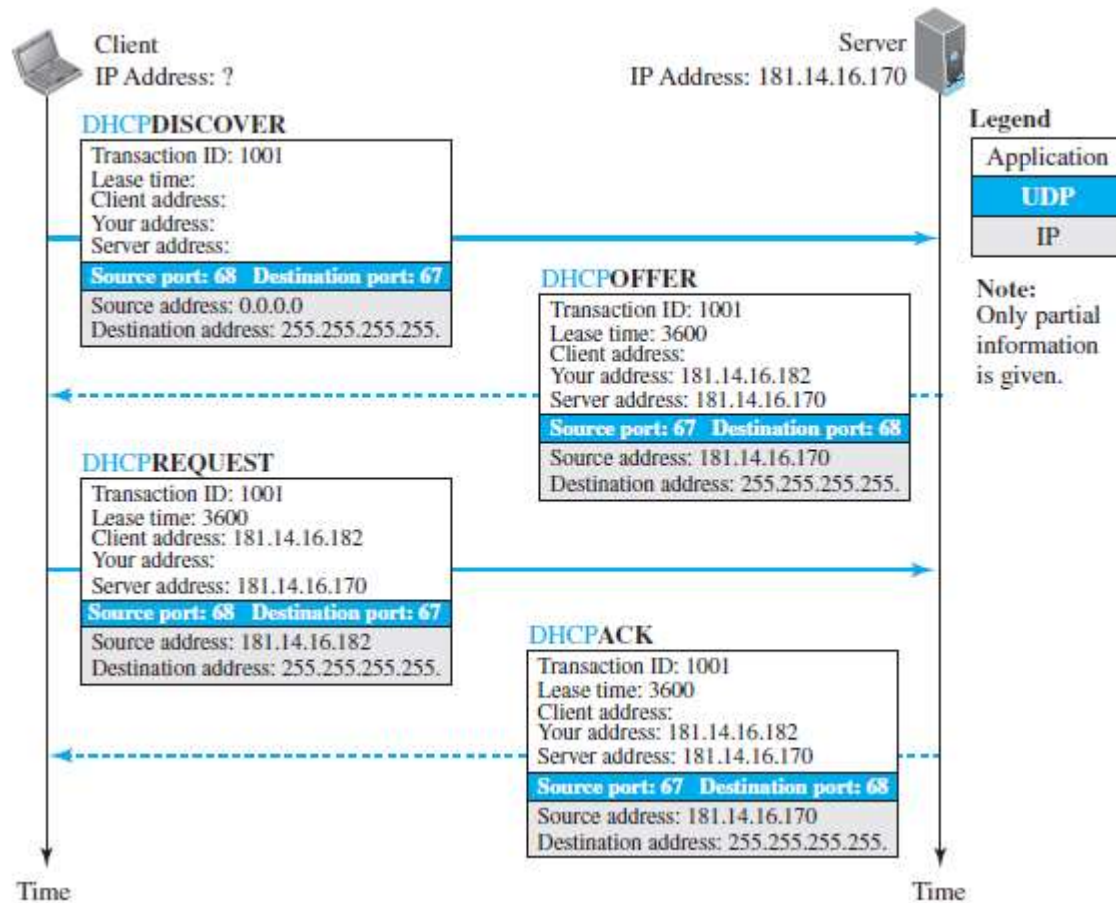 Client
IP Address: ?
Server
IP Address: 181.14.16.170
DHCPDISCOVER
Transaction ID: 1001
Lease time:
Client address:
Your address:
Server address:
Source port: 68 Destination port: 67
Source address: 0.0.0.0
Destination address: 255.255.255.255.
Legend
Application
UDP
IP
Note:
Only partial
information
is given.
DHCPOFFER
Transaction ID: 1001
Lease time: 3600
Client address:
Your address: 181.14.16.182
Server address: 181.14.16.170
Source port: 67 Destination port: 68
Source address: 181.14.16.170
Destination address: 255.255.255.255.
DHCPREQUEST
Transaction ID: 1001
Lease time: 3600
Client address: 181.14.16.182
Your address:
Server address: 181.14.16.170
Source port: 68 Destination port: 67
Source address: 181.14.16.182
Destination address: 255.255.255.255.
DHCPACK
Transaction ID: 1001
Lease time: 3600
Client address:
Your address: 181.14.16.182
Server address: 181.14.16.170
Source port: 67 Destination port: 68
Source address: 181.14.16.170
Destination address: 255.255.255.255.
Time
Time